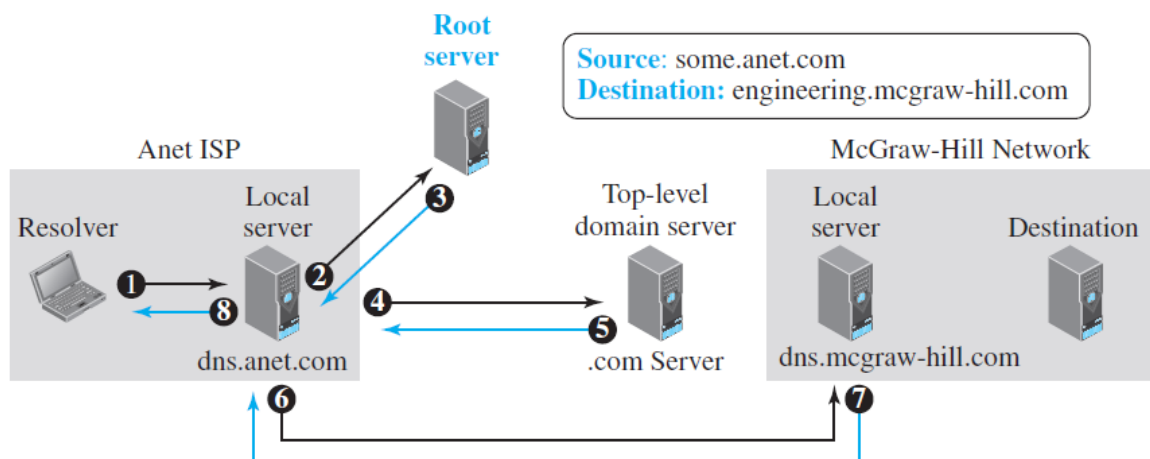 Root
server
Source: some.anet.com
Destination: engineering.mcgraw-hill.com
Anet ISP
McGraw-Hill Network
Resolver
Local
server
Top-level
domain server
Local
server
Destination
1
2
3
4
5
8
dns.anet.com
.com Server
dns.mcgraw-hill.com
6
7